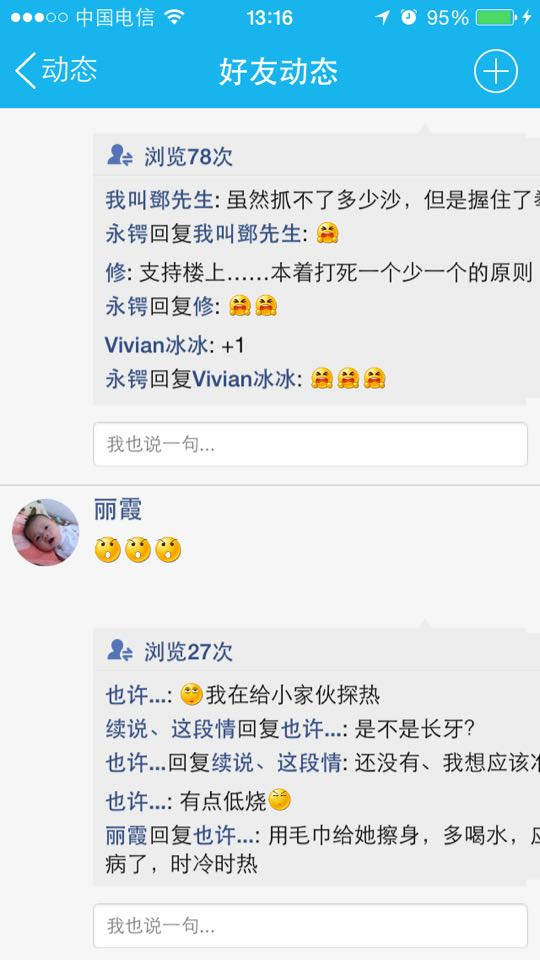 中国电信 13:16 95%
动态 好友动态
浏览78次
我叫鄧先生: 虽然抓不了多少沙，但是握住了
永锷回复我叫鄧先生:
修: 支持楼上……本着打死一个少一个的原则
永锷回复修:
Vivian冰冰: +1
永锷回复Vivian冰冰:
我也说一句...
丽霞
浏览27次
也许...: 我在给小家伙探热
续说、这段情回复也许...: 是不是长牙?
也许...回复续说、这段情: 还没有、我想应该
也许...: 有点低烧
丽霞回复也许...: 用毛巾给她擦身，多喝水，
病了，时冷时热
我也说一句...